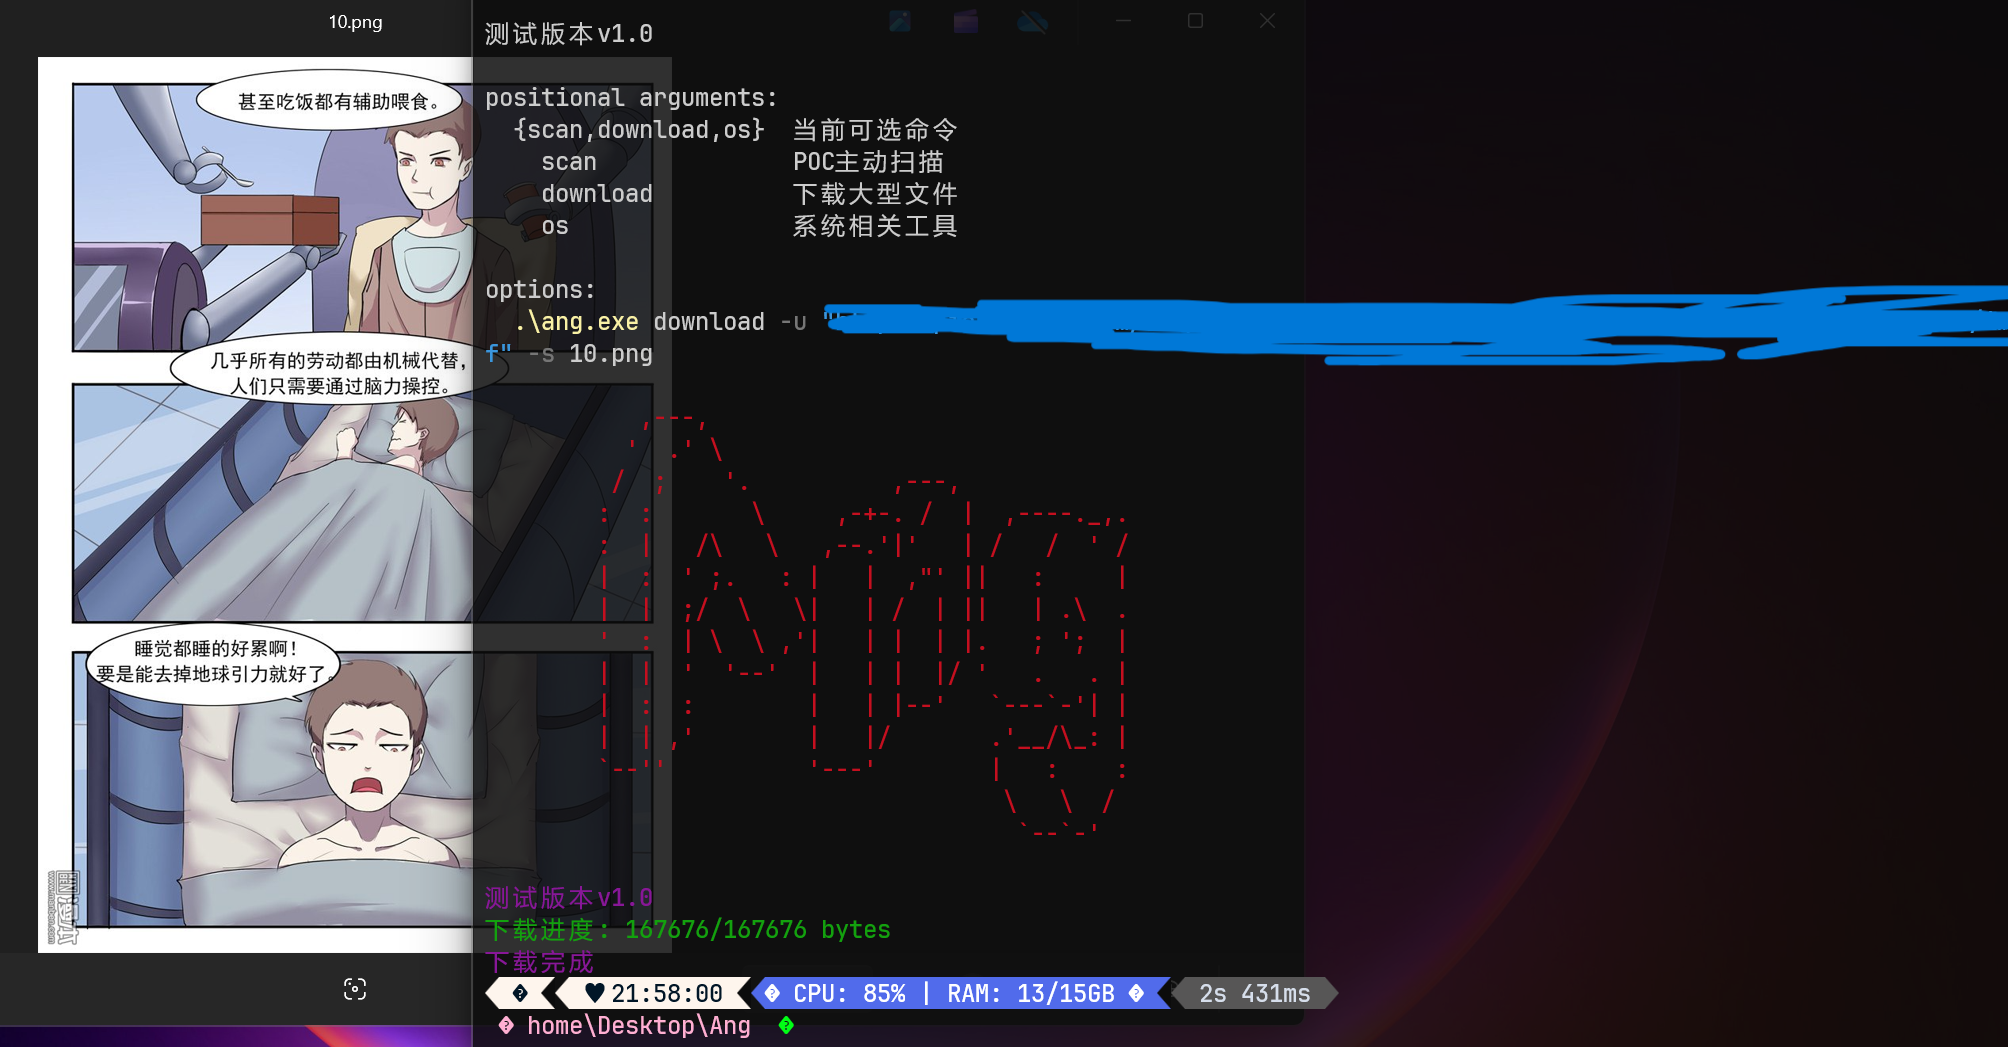 10.png
甚至吃饭都有辅助喂食。
几乎所有的劳动都由机械代替，
人们只需要通过脑力操控。
睡觉都睡的好累啊！
要是能去掉地球引力就好了。
测试版本v1.0
positional arguments:
{scan,download,os} 当前可选命令
scan POC主动扫描
download 下载大型文件
os 系统相关工具
options:
.\ang.exe download -u "
f" -s 10.png
测试版本v1.0
下载进度: 167676/167676 bytes
下载完成
♥ 21:58:00 CPU: 85% | RAM: 13/15GB 2s 431ms
home\Desktop\Ang